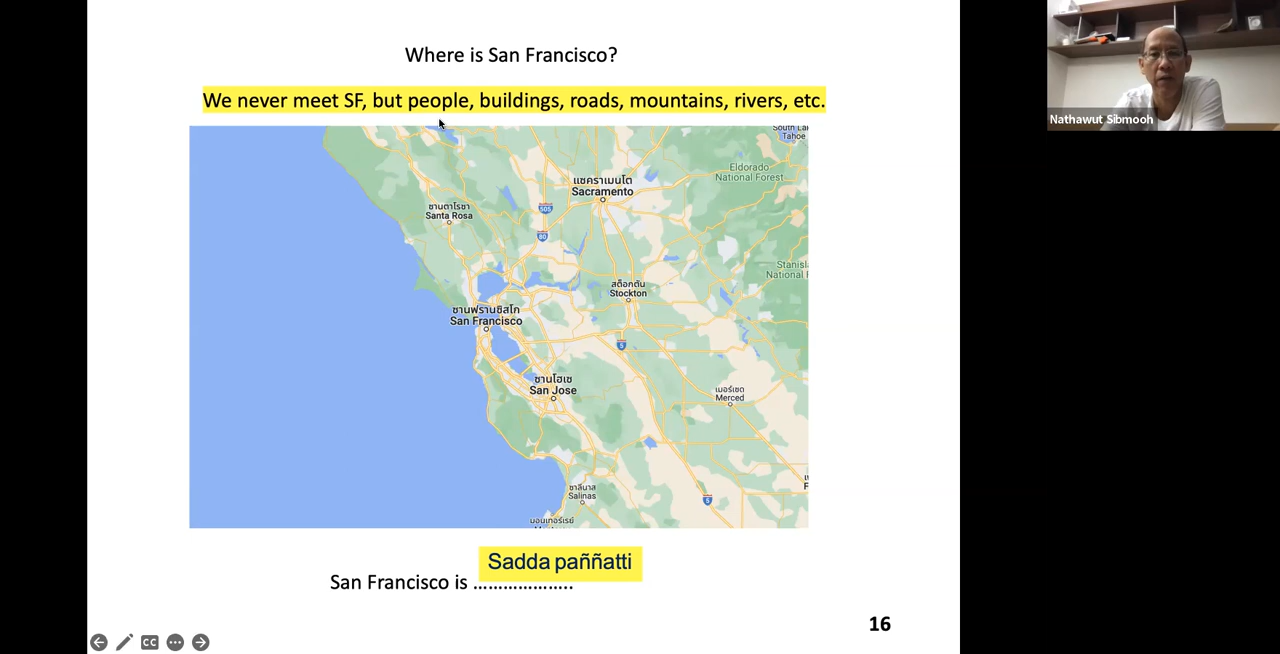 Where is San Francisco?
We never meet SF, but people, buildings, roads, mountains, rivers, etc.
Nathawut Sibmooh
South
Tahoe
Eldorado
National Forest
แซคราเมนโต
Sacramento
ซานตาโรซา
Santa Rosa
505
80
National
สต็อกตัน
Stockton
ซานฟรานซิสโก
San Francisco
5
ซานโฮเซ
San Jose
เมอร์เซด
Merced
ซาลีนาส
Salinas
5
มอนเทอร์เรย์
Sadda paññatti
San Francisco is ...................
16
CC